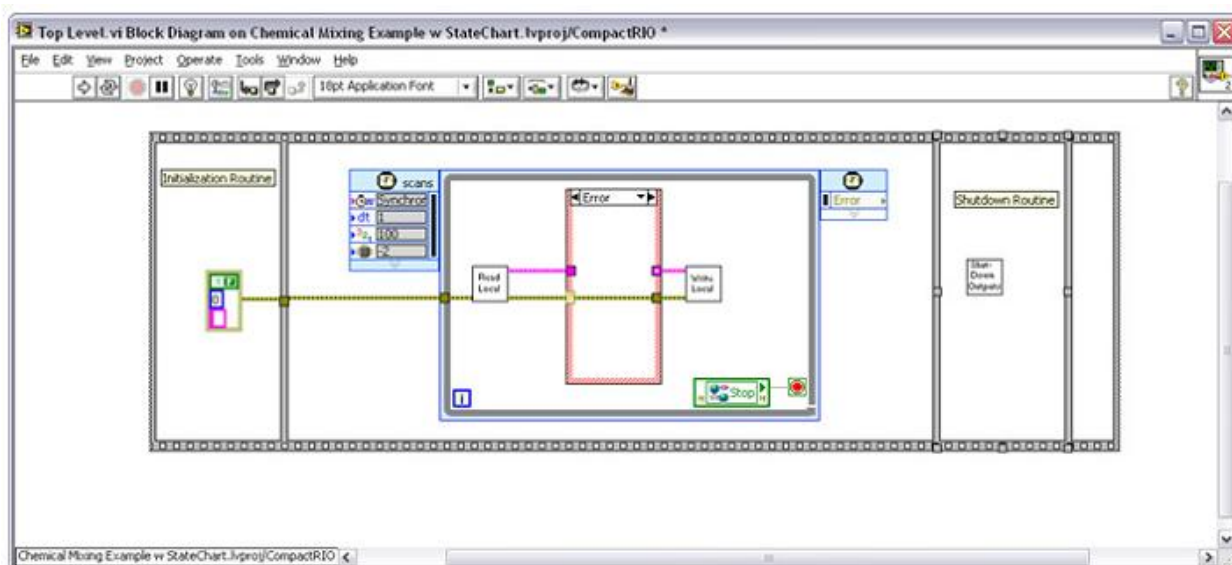 Top Level.vi Block Diagram on Chemical Mixing Example w StateChart.lvproj/CompactRIO *
File Edit View Project Operate Tools Window Help
18pt Application Font
2
Initialization Routine
scans
Error
Error
Shutdown Routine
Synchron
dt 1
100
-2
Read
Local
Write
Local
Shut-
Down
Outputs
0
i
Stop
Chemical Mixing Example w StateChart.lvproj/CompactRIO